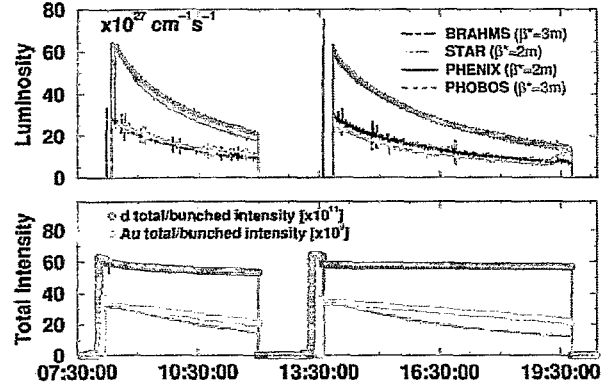 x10²⁷ cm⁻¹s⁻¹
80
60
40
20
0
Luminosity
BRAHMS (β*=3m)
STAR (β*=2m)
PHENIX (β*=2m)
PHOBOS (β*=3m)
d total/bunched intensity [x10¹¹]
Au total/bunched intensity [x10⁹]
80
60
40
20
0
Total Intensity
07:30:00 10:30:00 13:30:00 16:30:00 19:30:00